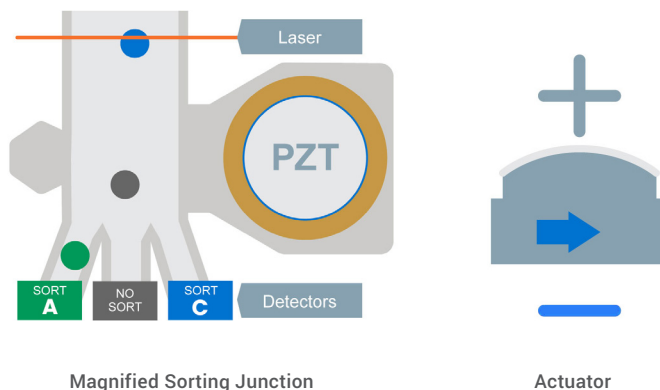 Laser
PZT
SORT
A
NO
SORT
SORT
C
Detectors
Magnified Sorting Junction
Actuator